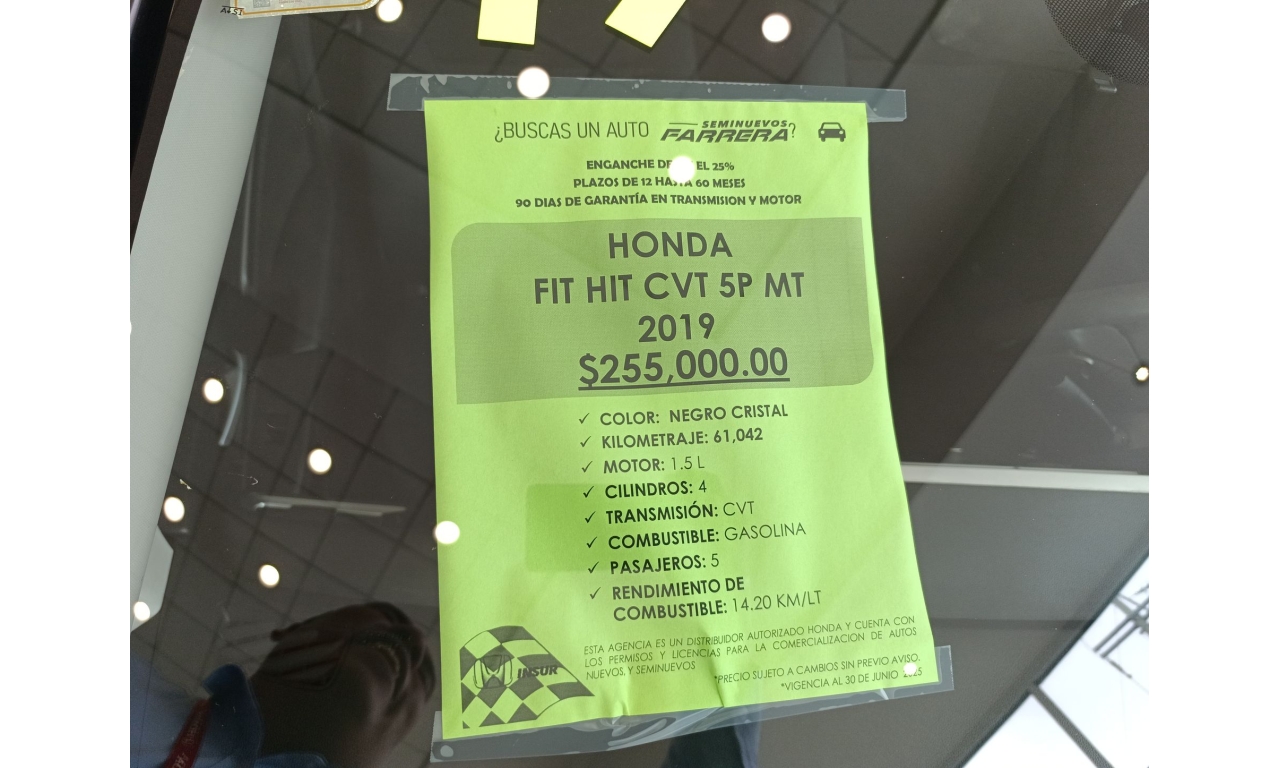 ¿BUSCAS UN AUTO SEMINUEVOS FARRERA?
ENGANCHE EL 25%
PLAZOS DE 12 HASTA 60 MESES
90 DIAS DE GARANTÍA EN TRANSMISION Y MOTOR
HONDA
FIT HIT CVT 5P MT
2019
$255,000.00
✓ COLOR: NEGRO CRISTAL
✓ KILOMETRAJE: 61,042
✓ MOTOR: 1.5 L
✓ CILINDROS: 4
✓ TRANSMISIÓN: CVT
✓ COMBUSTIBLE: GASOLINA
✓ PASAJEROS: 5
✓ RENDIMIENTO DE
COMBUSTIBLE: 14.20 KM/LT
ESTA AGENCIA ES UN DISTRIBUIDOR AUTORIZADO HONDA Y CUENTA CON
LOS PERMISOS Y LICENCIAS PARA LA COMERCIALIZACION DE AUTOS
NUEVOS, Y SEMINUEVOS
INSUR
*PRECIO SUJETO A CAMBIOS SIN PREVIO AVISO.
*VIGENCIA AL 30 DE JUNIO